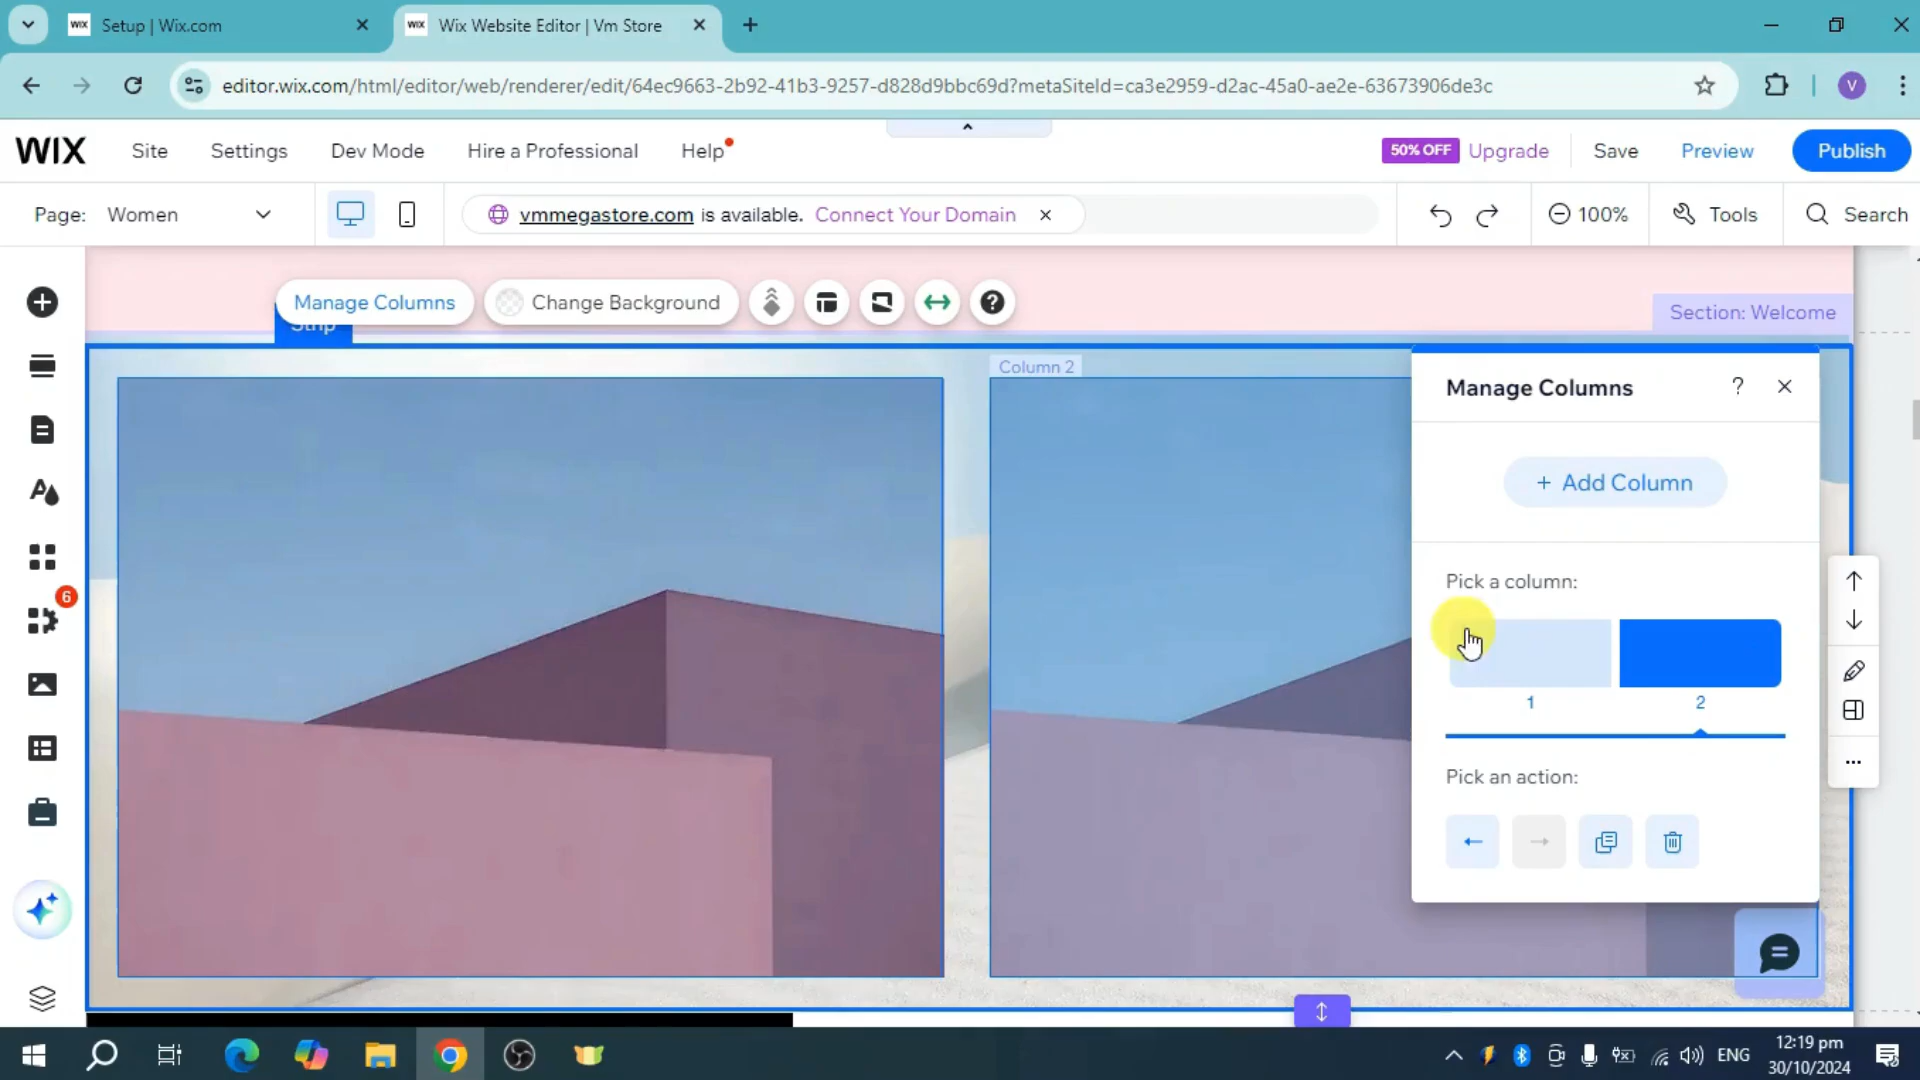 WIX Setup | Wix.com
WIX Wix Website Editor | Vm Store
editor.wix.com/html/editor/web/renderer/edit/64ec9663-2b92-41b3-9257-d828d9bbc69d?metaSiteId=ca3e2959-d2ac-45a0-ae2e-63673906de3c
V
WIX Site Settings Dev Mode Hire a Professional Help 50% OFF Upgrade Save Preview Publish
Page: Women vmmegastore.com is available. Connect Your Domain 100% Tools Search
Manage Columns Change Background
Strip
Section: Welcome
Column 2
Manage Columns ?
+ Add Column
Pick a column:
6
1 2
Pick an action:
ENG
12:19 pm
30/10/2024